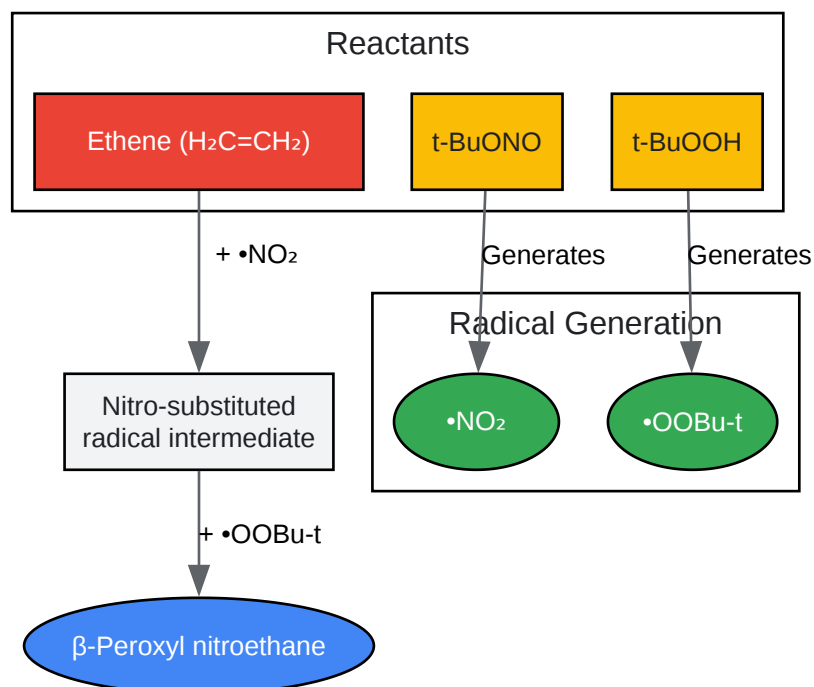 Reactants
Ethene (H₂C=CH₂)
t-BuONO
t-BuOOH
+ •NO₂
Generates
Generates
Radical Generation
Nitro-substituted
radical intermediate
•NO₂
•OOBu-t
+ •OOBu-t
β-Peroxyl nitroethane